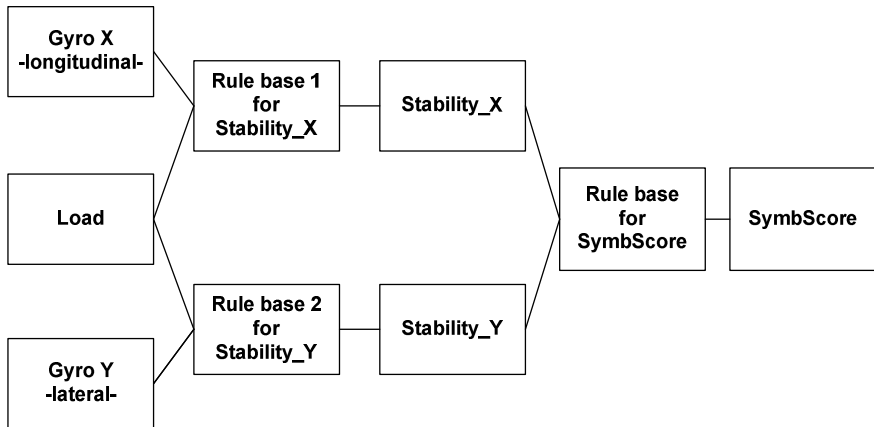 Gyro X
-longitudinal-
Load
Gyro Y
-lateral-
Rule base 1
for
Stability_X
Rule base 2
for
Stability_Y
Stability_X
Stability_Y
Rule base
for
SymbScore
SymbScore